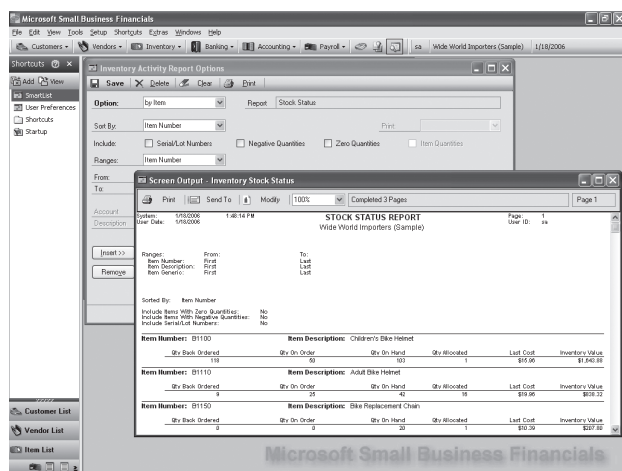 Microsoft Small Business Financials
File Edit View Tools Setup Shortcuts Extras Windows Help
Customers Vendors Inventory Banking Accounting Payroll sa Wide World Importers (Sample) 1/18/2006
Shortcuts
Add View
SmartList
User Preferences
Shortcuts
Startup
Inventory Activity Report Options
Save Delete Clear Print
Option: by Item Report Stock Status
Sort By: Item Number Print
Include: Serial/Lot Numbers Negative Quantities Zero Quantities Item Quantities
Ranges: Item Number
From:
To:
Account
Description
Insert >>
Remove
Screen Output - Inventory Stock Status
Print Send To Modify 100% Completed 3 Pages Page 1
System: 1/18/2006 1:48:14 PM STOCK STATUS REPORT Page: 1
User Date: 1/18/2006 Wide World Importers (Sample) User ID: sa
Ranges: From: To:
Item Number: First Last
Item Description: First Last
Item Generic: First Last
Sorted By: Item Number
Include Items With Zero Quantities: No
Include Items With Negative Quantities: No
Include Serial/Lot Numbers: No
Item Number: B1100 Item Description: Children's Bike Helmet
Qty Back Ordered Qty On Order Qty On Hand Qty Allocated Last Cost Inventory Value
118 50 103 1 $15.96 $1,643.88
Item Number: B1110 Item Description: Adult Bike Helmet
Qty Back Ordered Qty On Order Qty On Hand Qty Allocated Last Cost Inventory Value
9 25 42 16 $19.96 $838.32
Item Number: B1150 Item Description: Bike Replacement Chain
Qty Back Ordered Qty On Order Qty On Hand Qty Allocated Last Cost Inventory Value
0 0 20 1 $10.39 $207.80
Customer List
Vendor List
Item List
Microsoft Small Business Financials